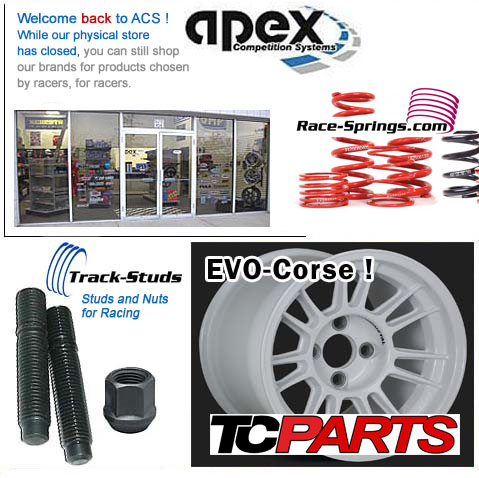 Welcome back to ACS !
While our physical store
has closed, you can still shop
our brands for products chosen
by racers, for racers.
apex
Competition Systems
apex
Race-Springs.com
Track-Studs
Studs and Nuts
for Racing
EVO-Corse !
TCPARTS